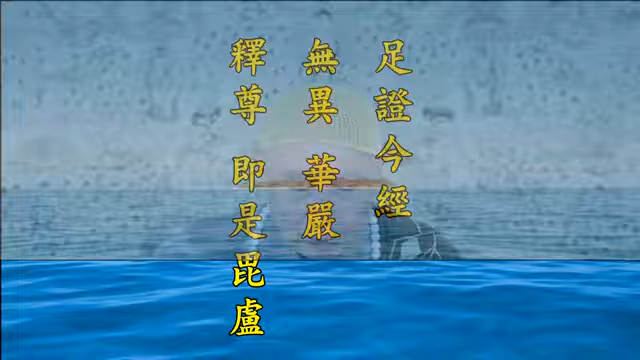 足證今經
無異 華嚴
釋尊 即是毘盧